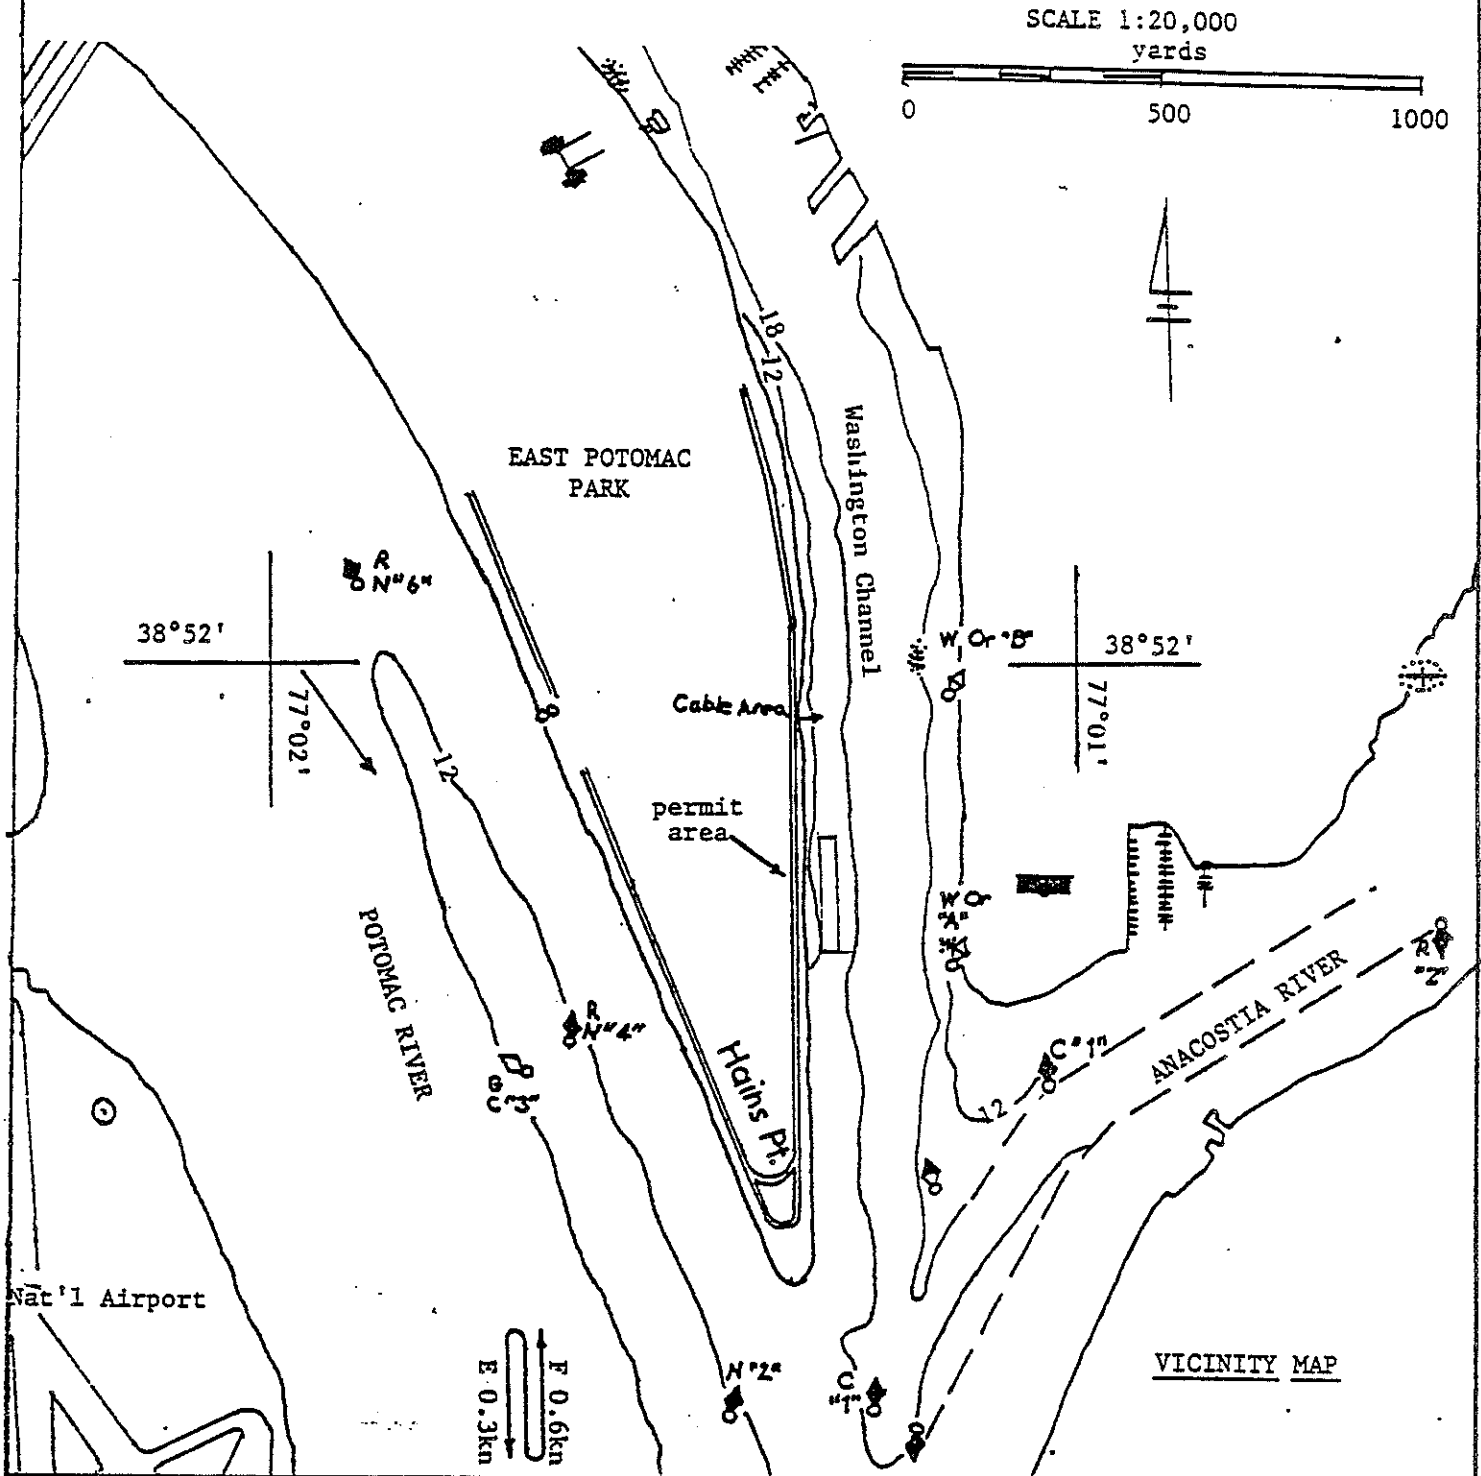 SCALE 1:20,000
yards
0
500
1000
18
12
EAST POTOMAC
PARK
Washington Channel
R
N"6"
38°52'
77°02'
W Or "B"
38°52'
77°01'
Cable Area
12
permit
area
POTOMAC RIVER
W Or
"A"
R
"2"
ANACOSTIA RIVER
R
N"4"
C "1"
Hains Pt.
C "3"
12
Nat'l Airport
F 0.6kn
E 0.3kn
N "2"
C
"1"
VICINITY MAP